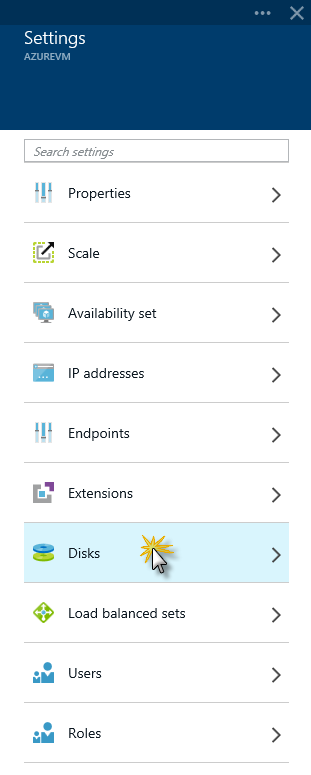 Settings
AZUREVM
Search settings
Properties
Scale
Availability set
IP addresses
Endpoints
Extensions
Disks
Load balanced sets
Users
Roles